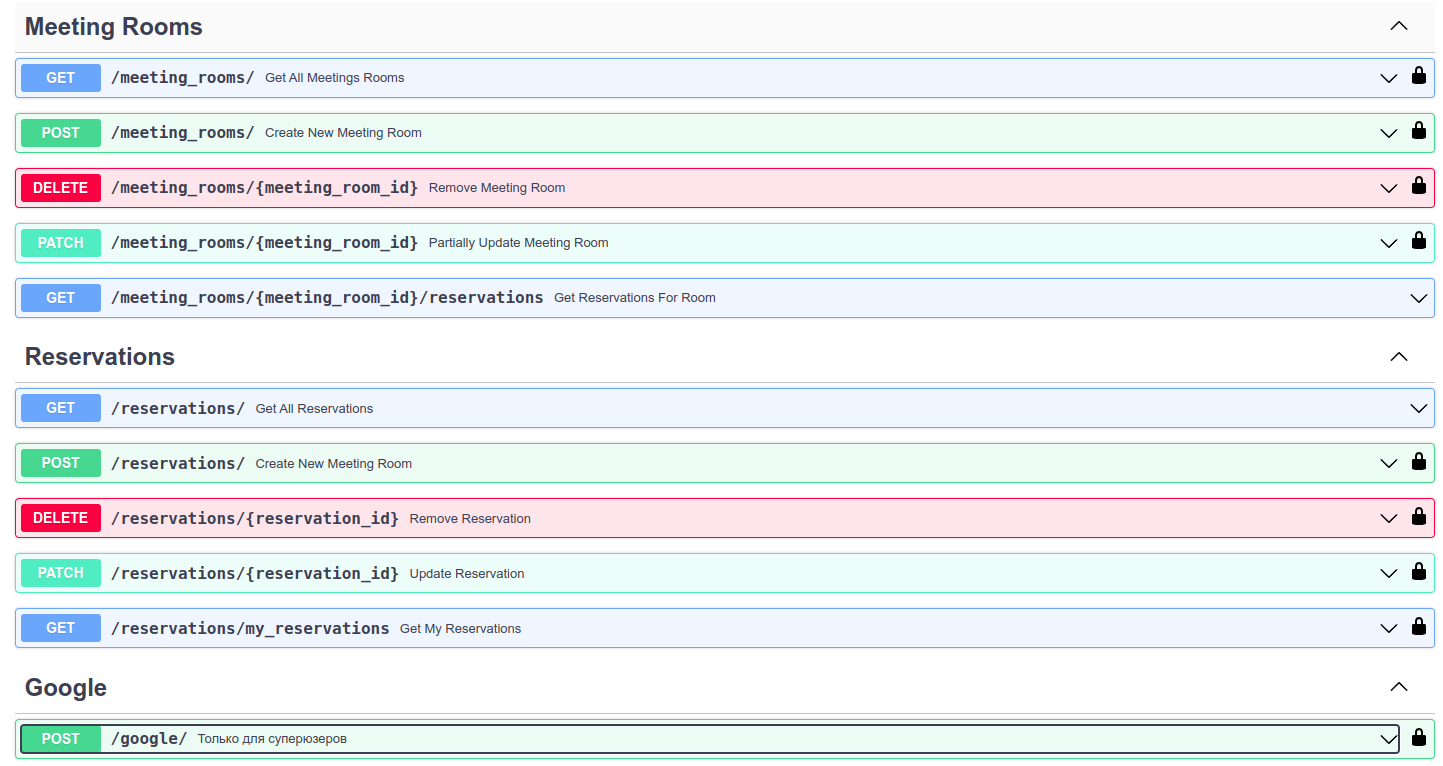 Meeting Rooms
GET /meeting_rooms/ Get All Meetings Rooms
POST /meeting_rooms/ Create New Meeting Room
DELETE /meeting_rooms/{meeting_room_id} Remove Meeting Room
PATCH /meeting_rooms/{meeting_room_id} Partially Update Meeting Room
GET /meeting_rooms/{meeting_room_id}/reservations Get Reservations For Room
Reservations
GET /reservations/ Get All Reservations
POST /reservations/ Create New Meeting Room
DELETE /reservations/{reservation_id} Remove Reservation
PATCH /reservations/{reservation_id} Update Reservation
GET /reservations/my_reservations Get My Reservations
Google
POST /google/ Только для суперюзеров